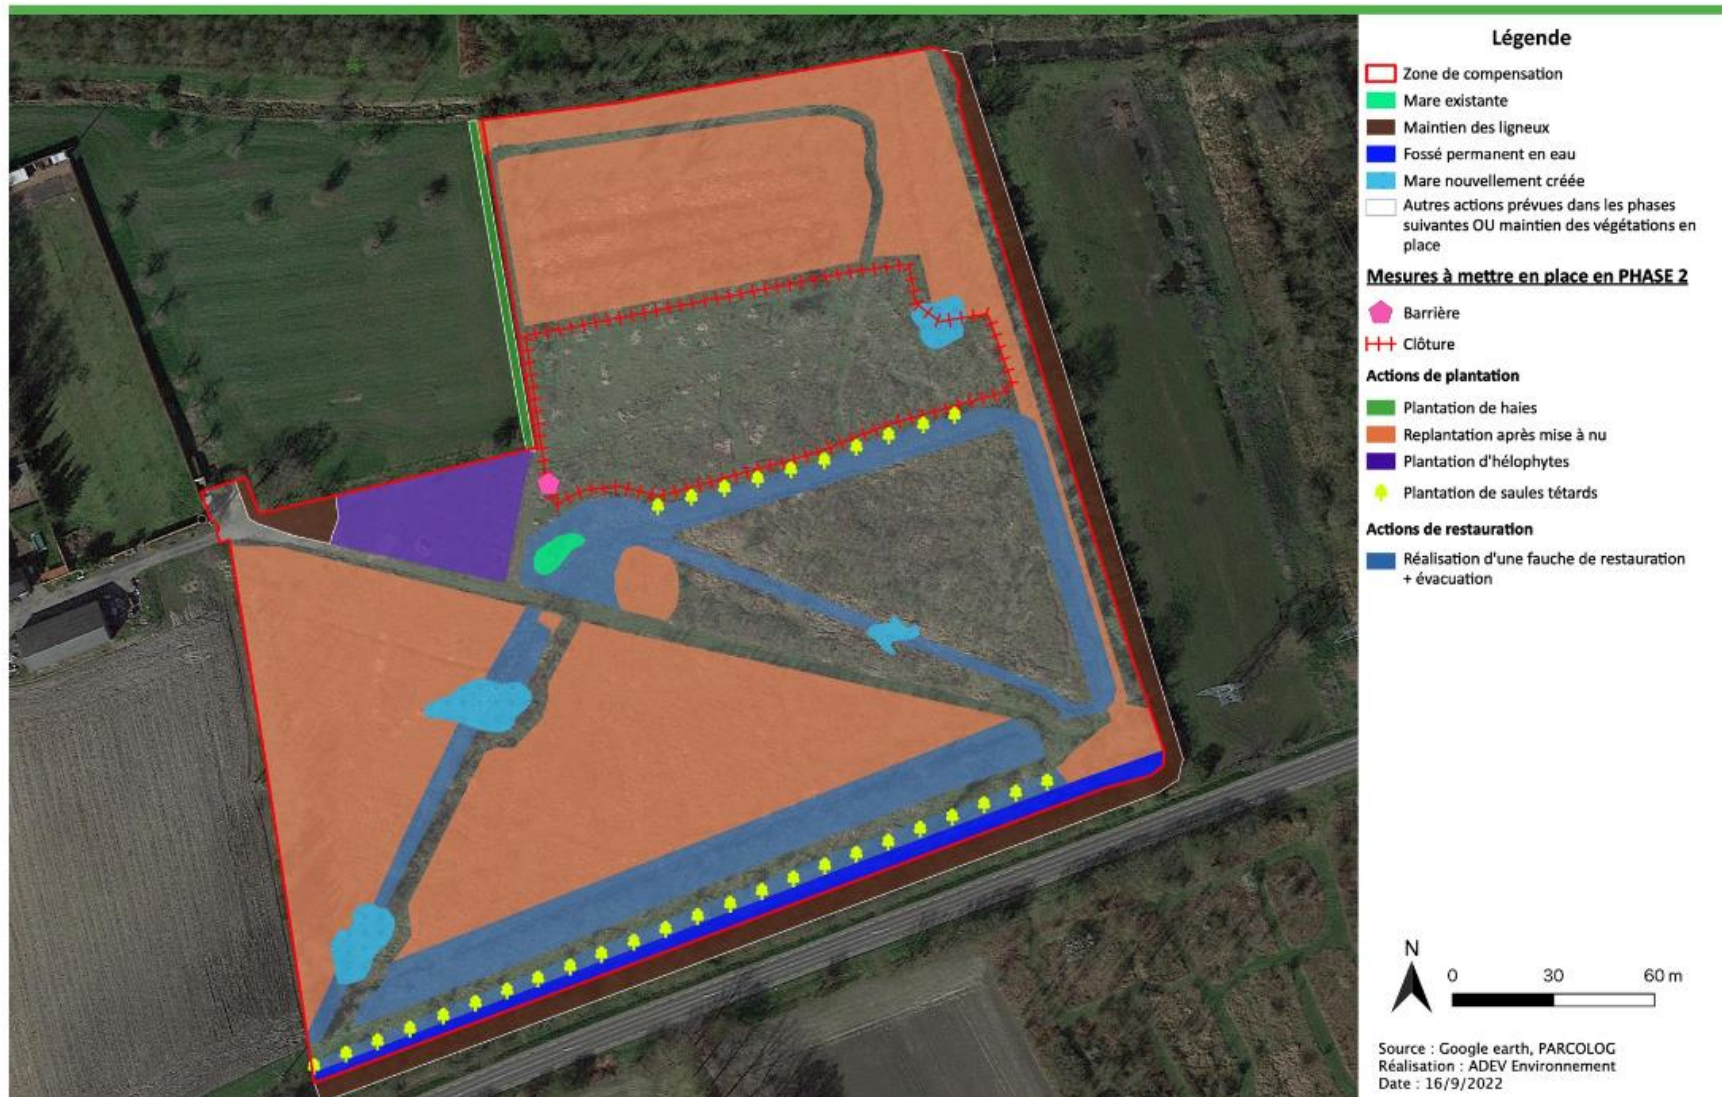 Légende
Zone de compensation
Mare existante
Maintien des ligneux
Fossé permanent en eau
Mare nouvellement créée
Autres actions prévues dans les phases
suivantes OU maintien des végétations en
place
Mesures à mettre en place en PHASE 2
Barrière
Clôture
Actions de plantation
Plantation de haies
Replantation après mise à nu
Plantation d'hélophytes
Plantation de saules tétards
Actions de restauration
Réalisation d'une fauche de restauration
+ évacuation
N
0 30 60 m
Source : Google earth, PARCOLOG
Réalisation : ADEV Environnement
Date : 16/9/2022